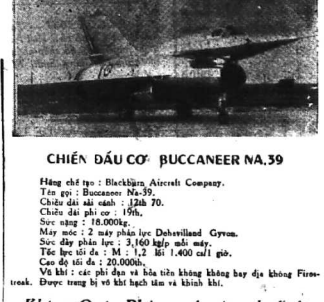 CHIẾN ĐẤU CƠ BUCCANEER NA.39
Hãng chế tạo : Blackburn Aircraft Company.
Tên gọi : Buccaneer Na-39.
Chiều dài sải cánh : 12th 70.
Chiều dài phi cơ : 19th.
Sức nặng : 18.000kg.
Máy móc : 2 máy phản lực Dehavilland Gyron.
Sức đẩy phản lực : 3,160 kg/p mỗi máy.
Tốc lực tối đa : M : 1,2 lối 1.400 cs/1 giờ.
Cao độ tối đa : 20.000th.
Vũ khí : các phi đạn và hỏa tiễn không không hay địa không Fires-
treak. Được trang bị võ khí hạch tâm và khinh khí.